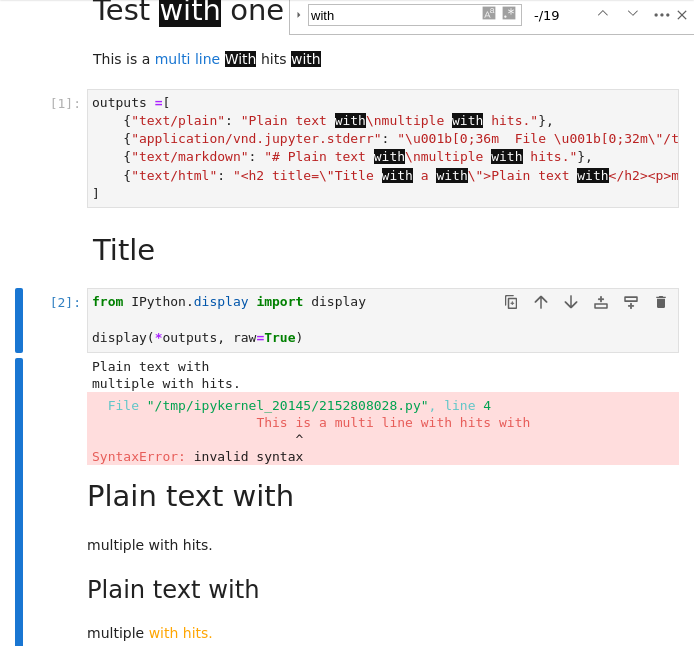 Test with one
with
-/19
This is a multi line With hits with
[1]:
outputs =[
{"text/plain": "Plain text with\nmultiple with hits."},
{"application/vnd.jupyter.stderr": "\u001b[0;36m  File \u001b[0;32m\"/t
{"text/markdown": "# Plain text with\nmultiple with hits."},
{"text/html": "<h2 title=\"Title with a with\">Plain text with</h2><p>m
]
Title
[2]:
from IPython.display import display
display(*outputs, raw=True)
Plain text with
multiple with hits.
File "/tmp/ipykernel_20145/2152808028.py", line 4
This is a multi line with hits with
^
SyntaxError: invalid syntax
Plain text with
multiple with hits.
Plain text with
multiple with hits.